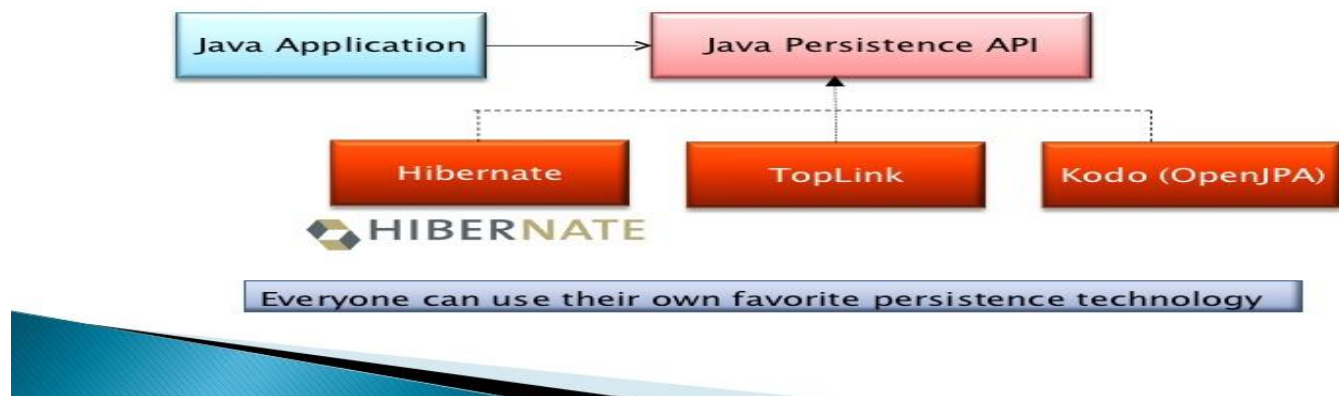 Java Application
Java Persistence API
Hibernate
TopLink
Kodo (OpenJPA)
HIBERNATE
Everyone can use their own favorite persistence technology